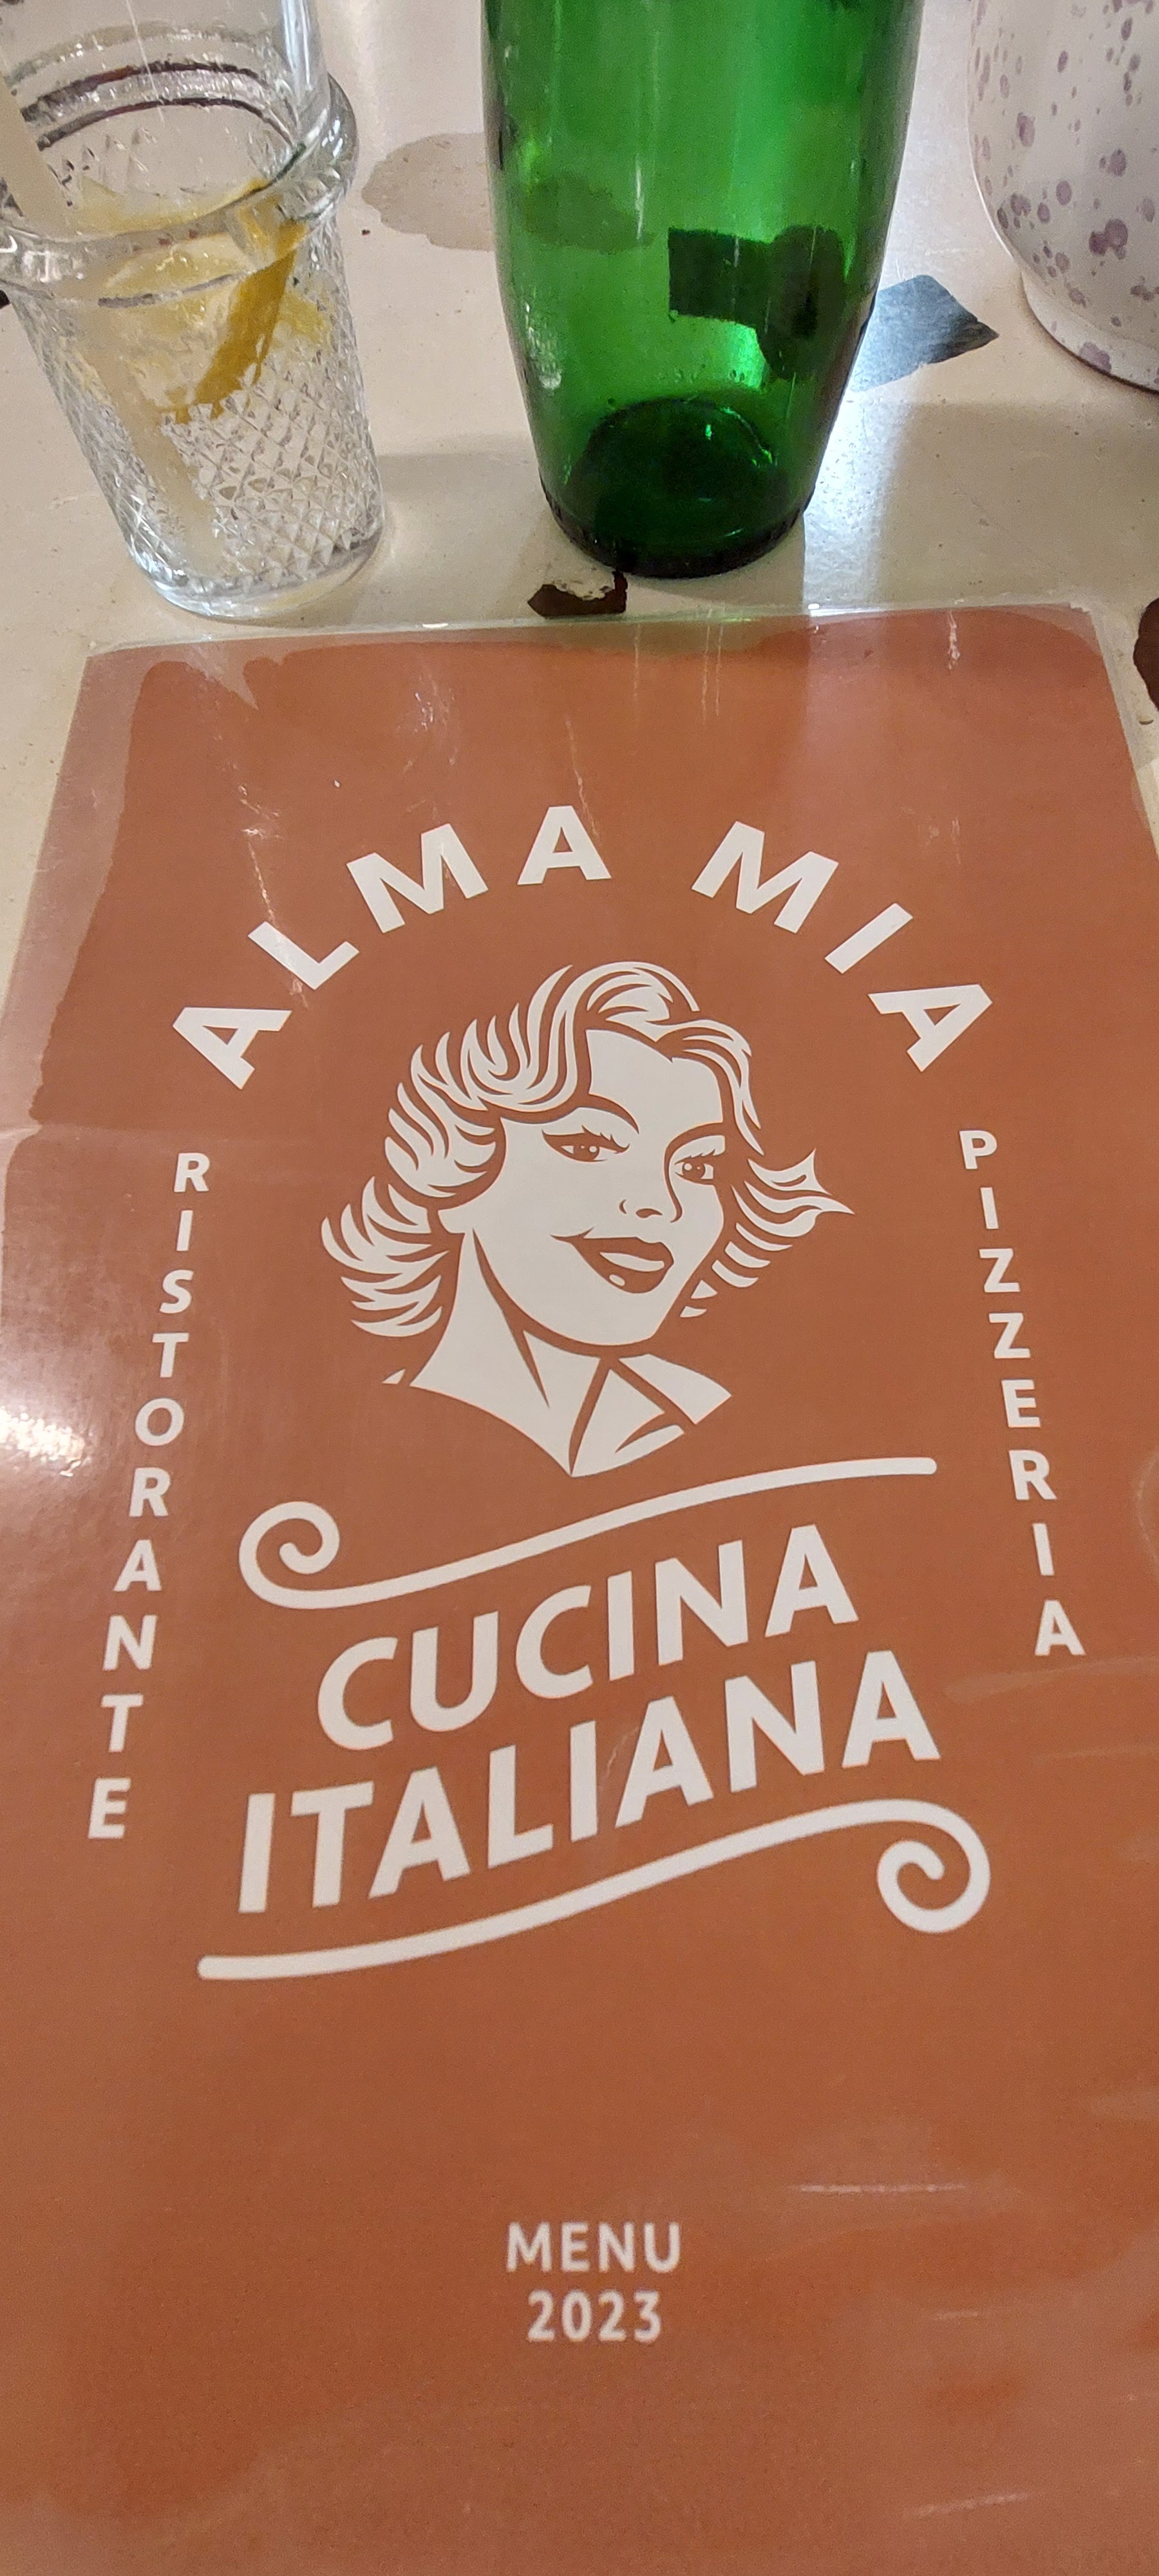 ALMA MIA
RISTORANTE
PIZZERIA
CUCINA
ITALIANA
MENU
2023